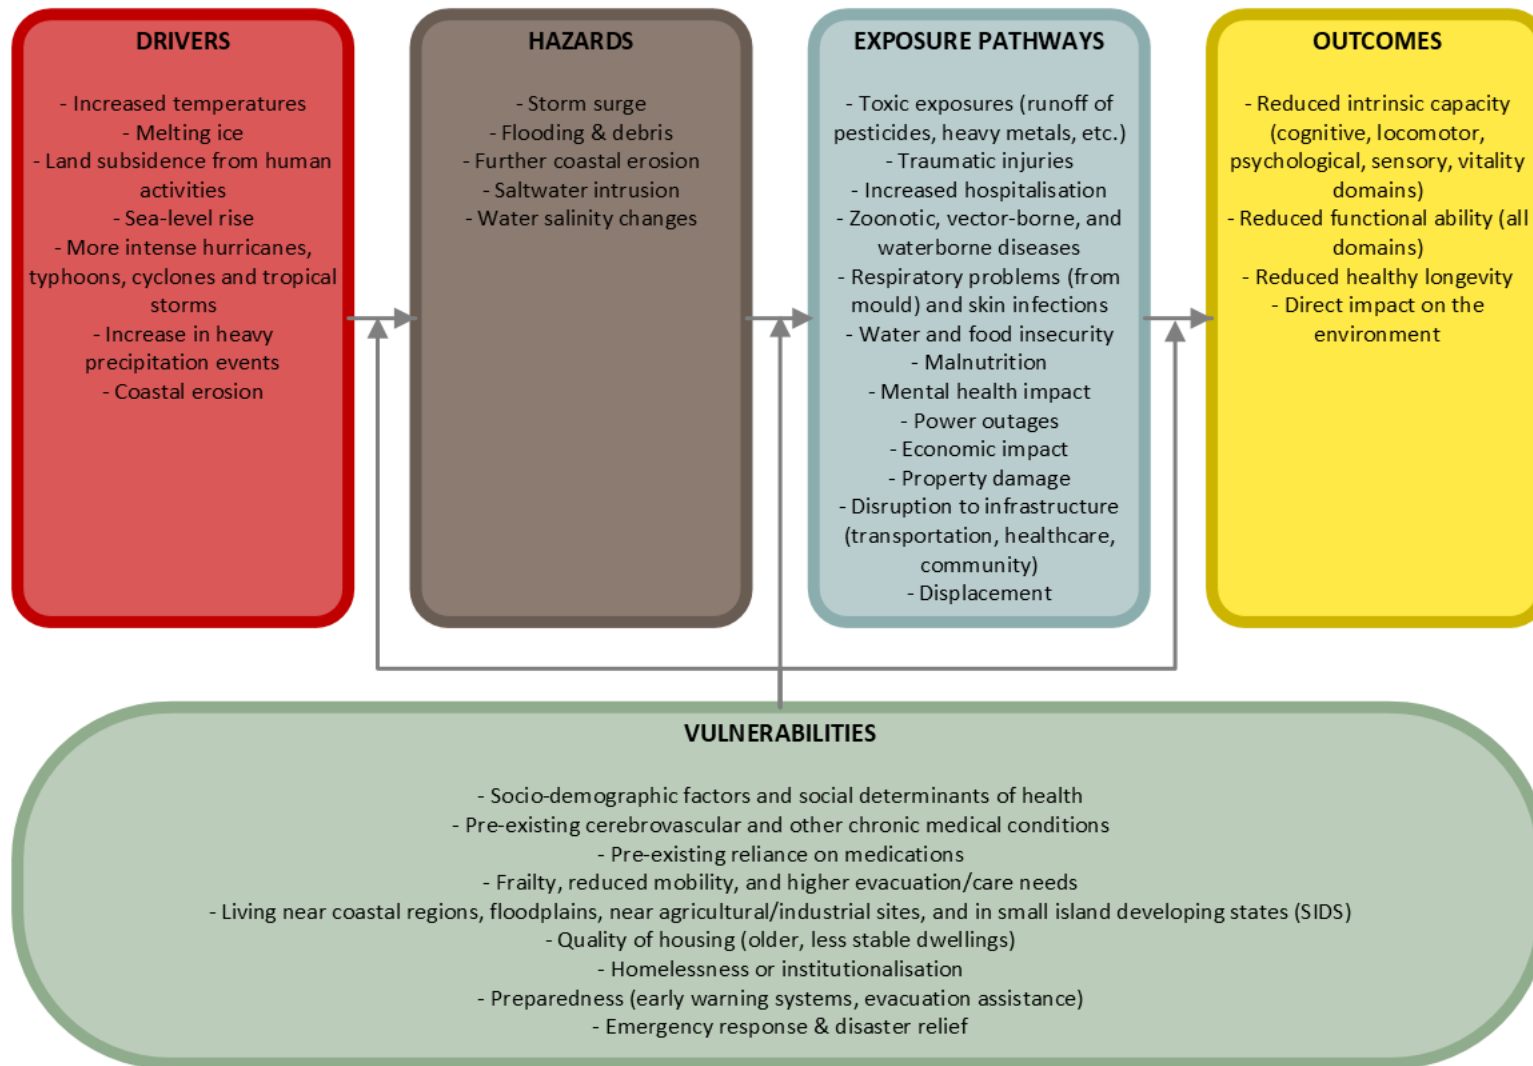 DRIVERS
- Increased temperatures
- Melting ice
- Land subsidence from human
activities
- Sea-level rise
- More intense hurricanes,
typhoons, cyclones and tropical
storms
- Increase in heavy
precipitation events
- Coastal erosion
HAZARDS
- Storm surge
- Flooding & debris
- Further coastal erosion
- Saltwater intrusion
- Water salinity changes
EXPOSURE PATHWAYS
- Toxic exposures (runoff of
pesticides, heavy metals, etc.)
- Traumatic injuries
- Increased hospitalisation
- Zoonotic, vector-borne, and
waterborne diseases
- Respiratory problems (from
mould) and skin infections
- Water and food insecurity
- Malnutrition
- Mental health impact
- Power outages
- Economic impact
- Property damage
- Disruption to infrastructure
(transportation, healthcare,
community)
- Displacement
OUTCOMES
- Reduced intrinsic capacity
(cognitive, locomotor,
psychological, sensory, vitality
domains)
- Reduced functional ability (all
domains)
- Reduced healthy longevity
- Direct impact on the
environment
VULNERABILITIES
- Socio-demographic factors and social determinants of health
- Pre-existing cerebrovascular and other chronic medical conditions
- Pre-existing reliance on medications
- Frailty, reduced mobility, and higher evacuation/care needs
- Living near coastal regions, floodplains, near agricultural/industrial sites, and in small island developing states (SIDS)
- Quality of housing (older, less stable dwellings)
- Homelessness or institutionalisation
- Preparedness (early warning systems, evacuation assistance)
- Emergency response & disaster relief